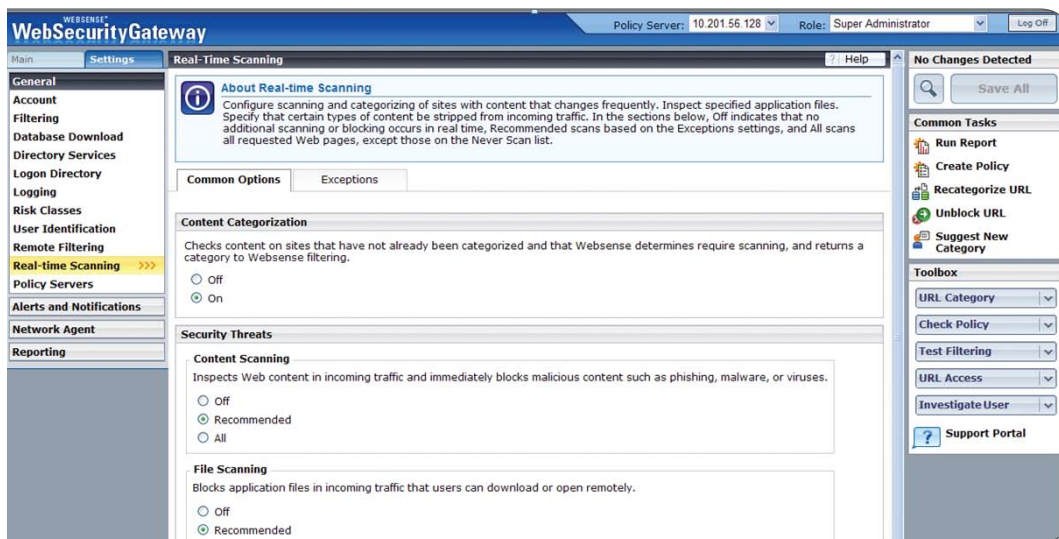 WEBSENSE®
WebSecurityGateway
Policy Server: 10.201.56.128
Role: Super Administrator
Log Off
Main
Settings
General
Account
Filtering
Database Download
Directory Services
Logon Directory
Logging
Risk Classes
User Identification
Remote Filtering
Real-time Scanning >>>
Policy Servers
Alerts and Notifications
Network Agent
Reporting
Real-Time Scanning
? Help
About Real-time Scanning
Configure scanning and categorizing of sites with content that changes frequently. Inspect specified application files.
Specify that certain types of content be stripped from incoming traffic. In the sections below, Off indicates that no
additional scanning or blocking occurs in real time, Recommended scans based on the Exceptions settings, and All scans
all requested Web pages, except those on the Never Scan list.
Common Options
Exceptions
Content Categorization
Checks content on sites that have not already been categorized and that Websense determines require scanning, and returns a
category to Websense filtering.
Off
On
Security Threats
Content Scanning
Inspects Web content in incoming traffic and immediately blocks malicious content such as phishing, malware, or viruses.
Off
Recommended
All
File Scanning
Blocks application files in incoming traffic that users can download or open remotely.
Off
Recommended
No Changes Detected
Save All
Common Tasks
Run Report
Create Policy
Recategorize URL
Unblock URL
Suggest New
Category
Toolbox
URL Category
Check Policy
Test Filtering
URL Access
Investigate User
? Support Portal